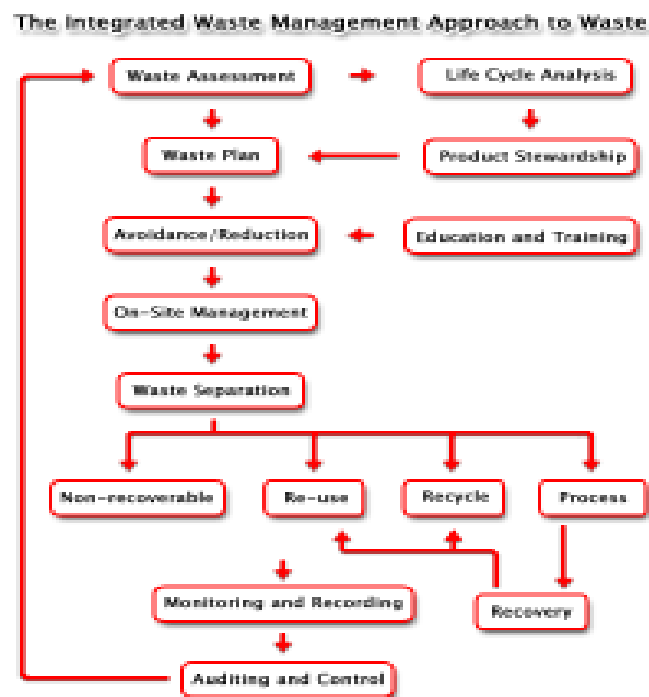 The Integrated Waste Management Approach to Waste
Waste Assessment
Life Cycle Analysis
Waste Plan
Product Stewardship
Avoidance/Reduction
Education and Training
On-Site Management
Waste Separation
Non-recoverable
Re-use
Recycle
Process
Monitoring and Recording
Recovery
Auditing and Control